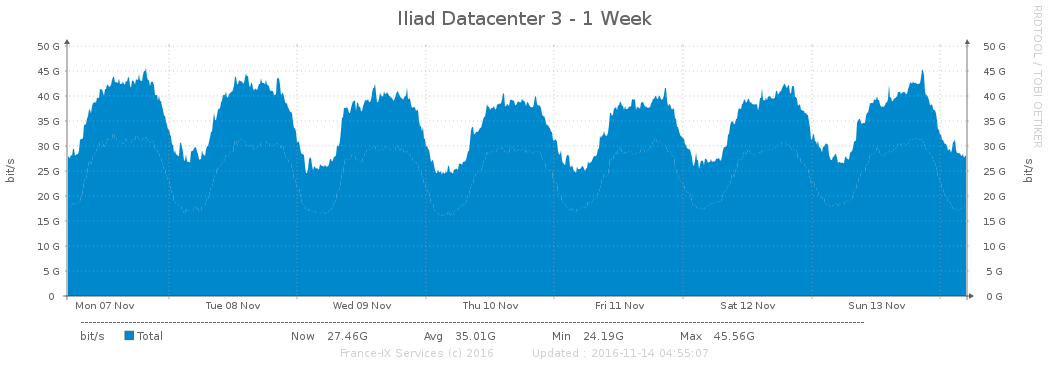 Iliad Datacenter 3 - 1 Week
RRDTOOL / TOBI OETIKER
50 G 50 G
45 G 45 G
40 G 40 G
35 G 35 G
30 G 30 G
25 G 25 G
20 G 20 G
15 G 15 G
10 G 10 G
5 G 5 G
0 0 G
bit/s bit/s
Mon 07 Nov Tue 08 Nov Wed 09 Nov Thu 10 Nov Fri 11 Nov Sat 12 Nov Sun 13 Nov
bit/s Total Now 27.46G Avg 35.01G Min 24.19G Max 45.56G
France-IX Services (c) 2016 Updated : 2016-11-14 04:55:07